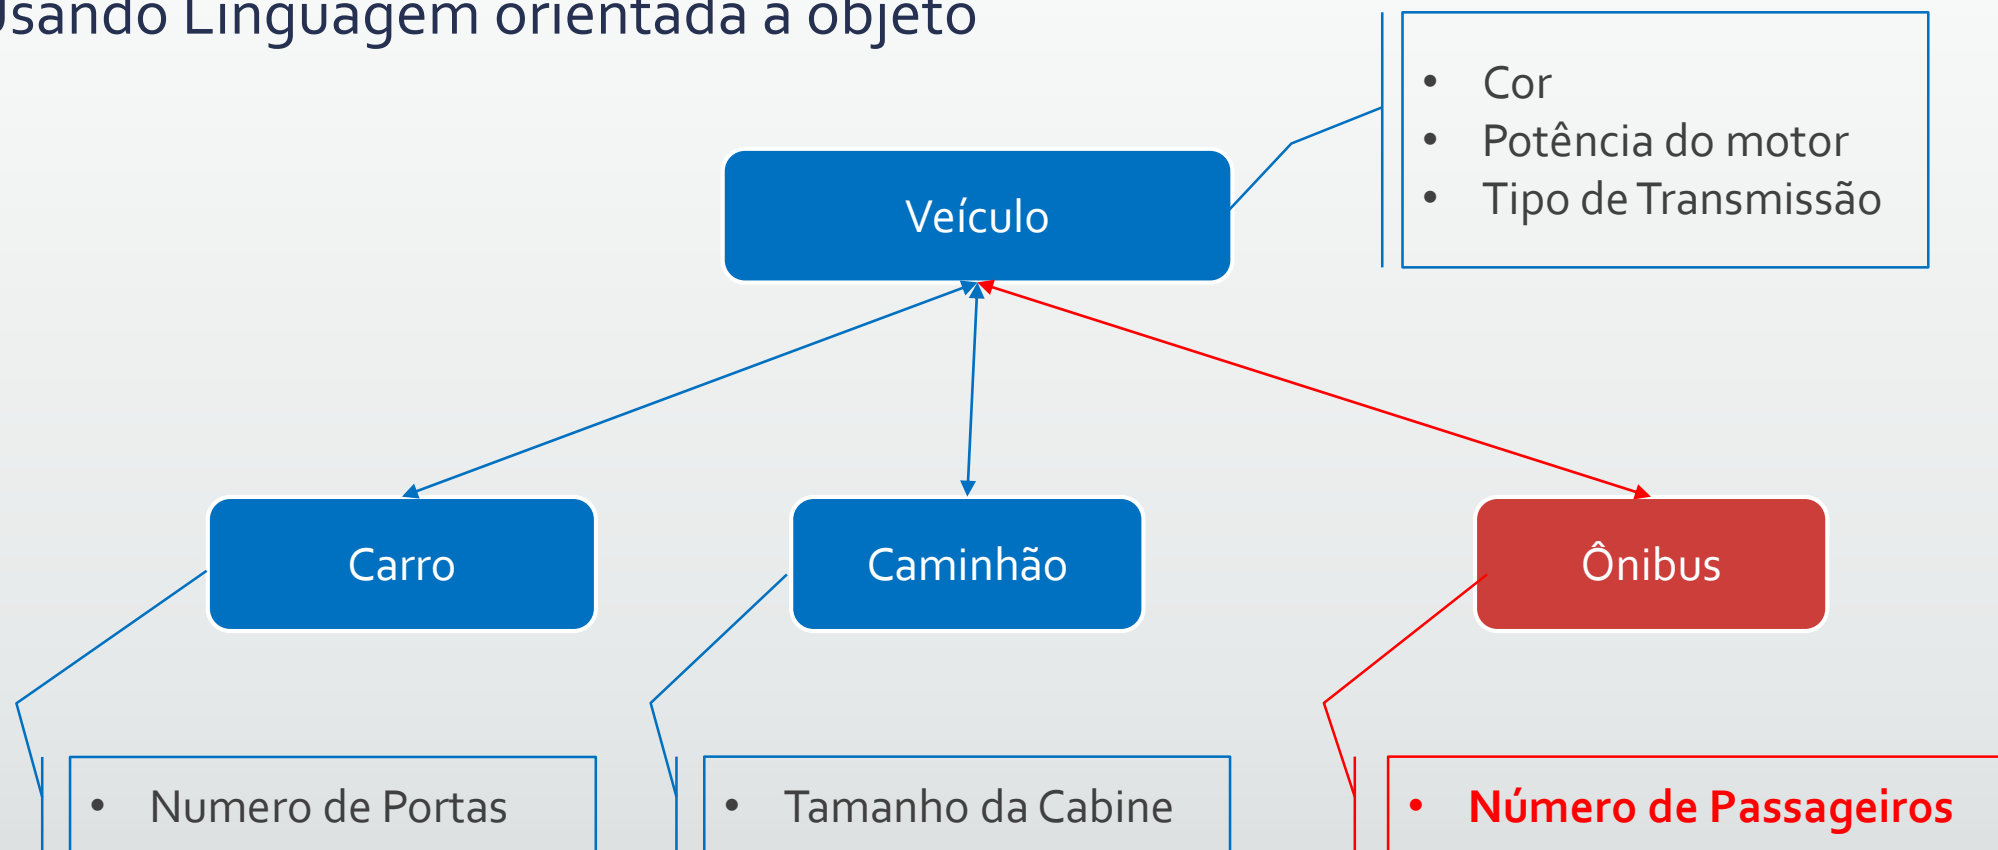 Usando Linguagem orientada a objeto
• Cor
• Potência do motor
• Tipo de Transmissão
Veículo
Carro
Caminhão
Ônibus
• Numero de Portas
• Tamanho da Cabine
• Número de Passageiros